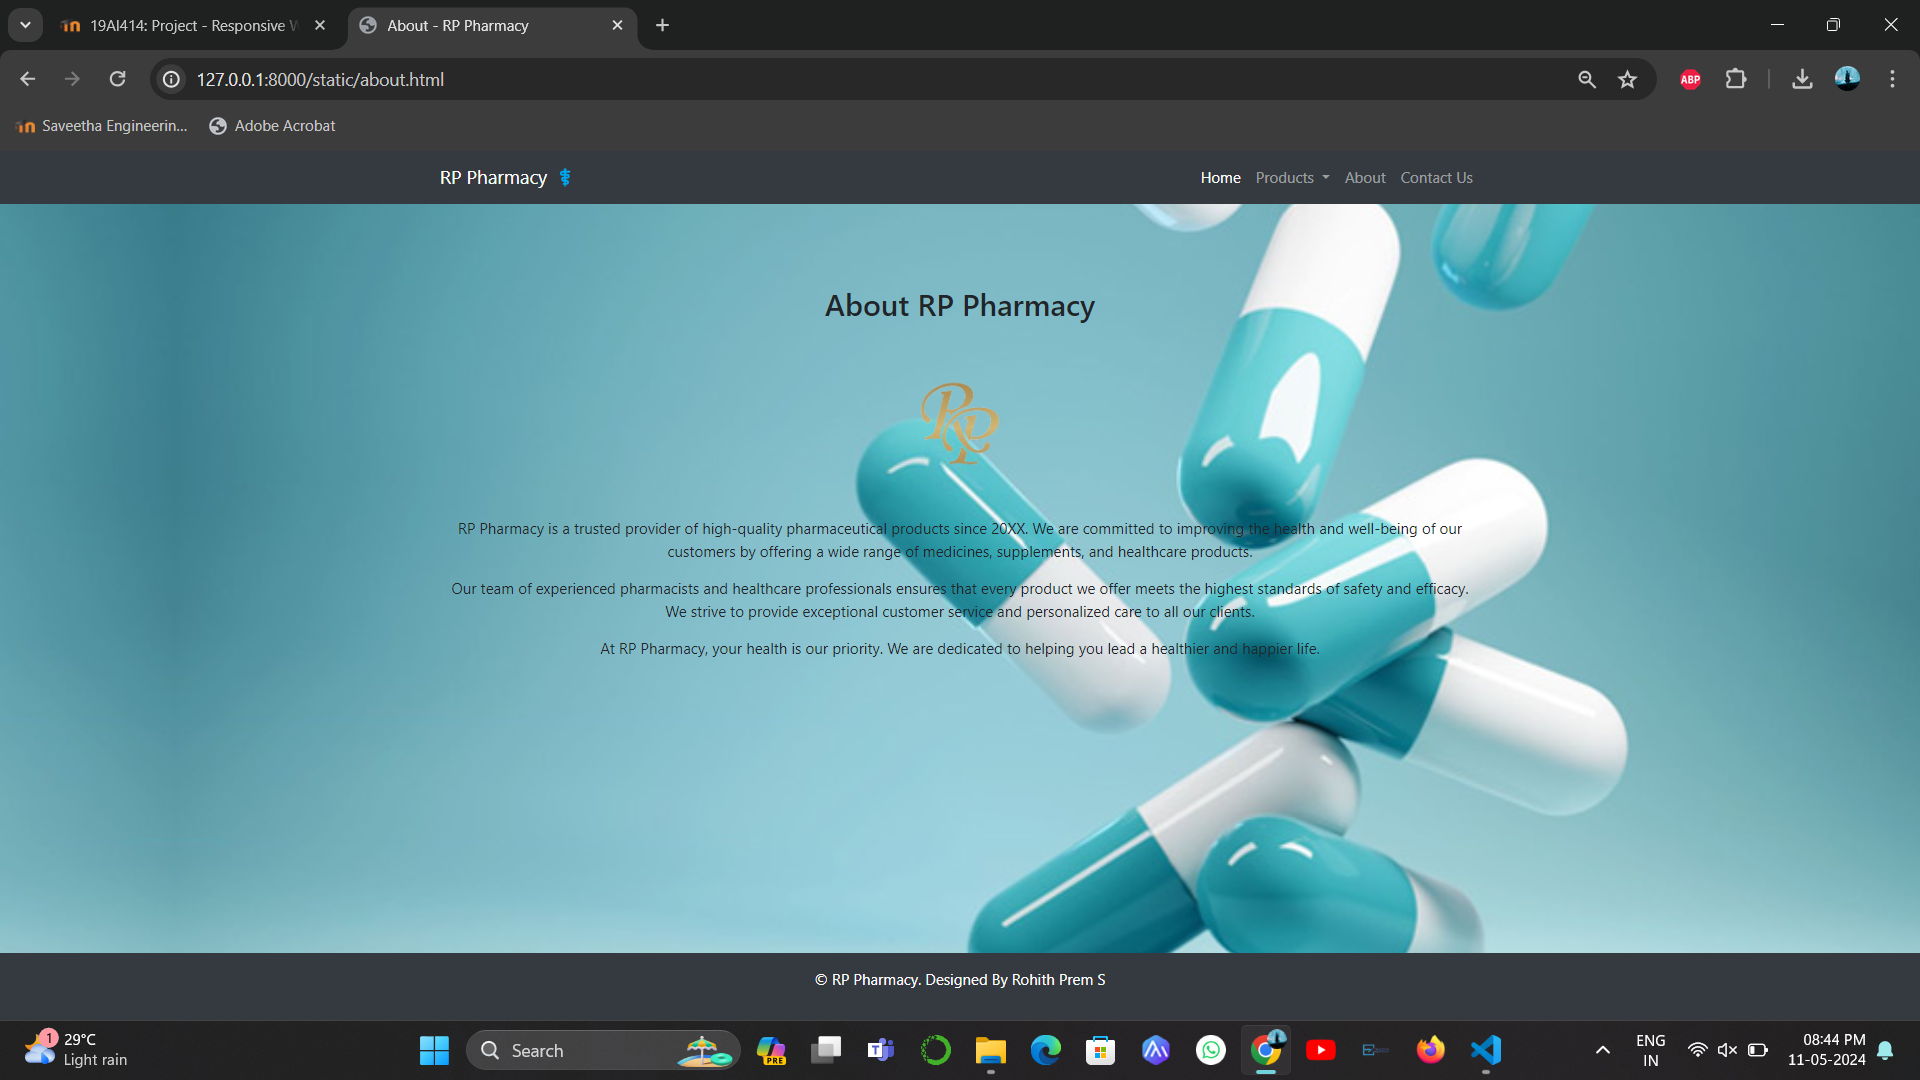 19AI414: Project - Responsive W
About - RP Pharmacy
127.0.0.1:8000/static/about.html
ABP
Saveetha Engineerin...
Adobe Acrobat
RP Pharmacy
Home
Products
About
Contact Us
About RP Pharmacy
RP
RP Pharmacy is a trusted provider of high-quality pharmaceutical products since 20XX. We are committed to improving the health and well-being of our
customers by offering a wide range of medicines, supplements, and healthcare products.
Our team of experienced pharmacists and healthcare professionals ensures that every product we offer meets the highest standards of safety and efficacy.
We strive to provide exceptional customer service and personalized care to all our clients.
At RP Pharmacy, your health is our priority. We are dedicated to helping you lead a healthier and happier life.
© RP Pharmacy. Designed By Rohith Prem S
1
29°C
Light rain
Search
PRE
ENG
IN
08:44 PM
11-05-2024